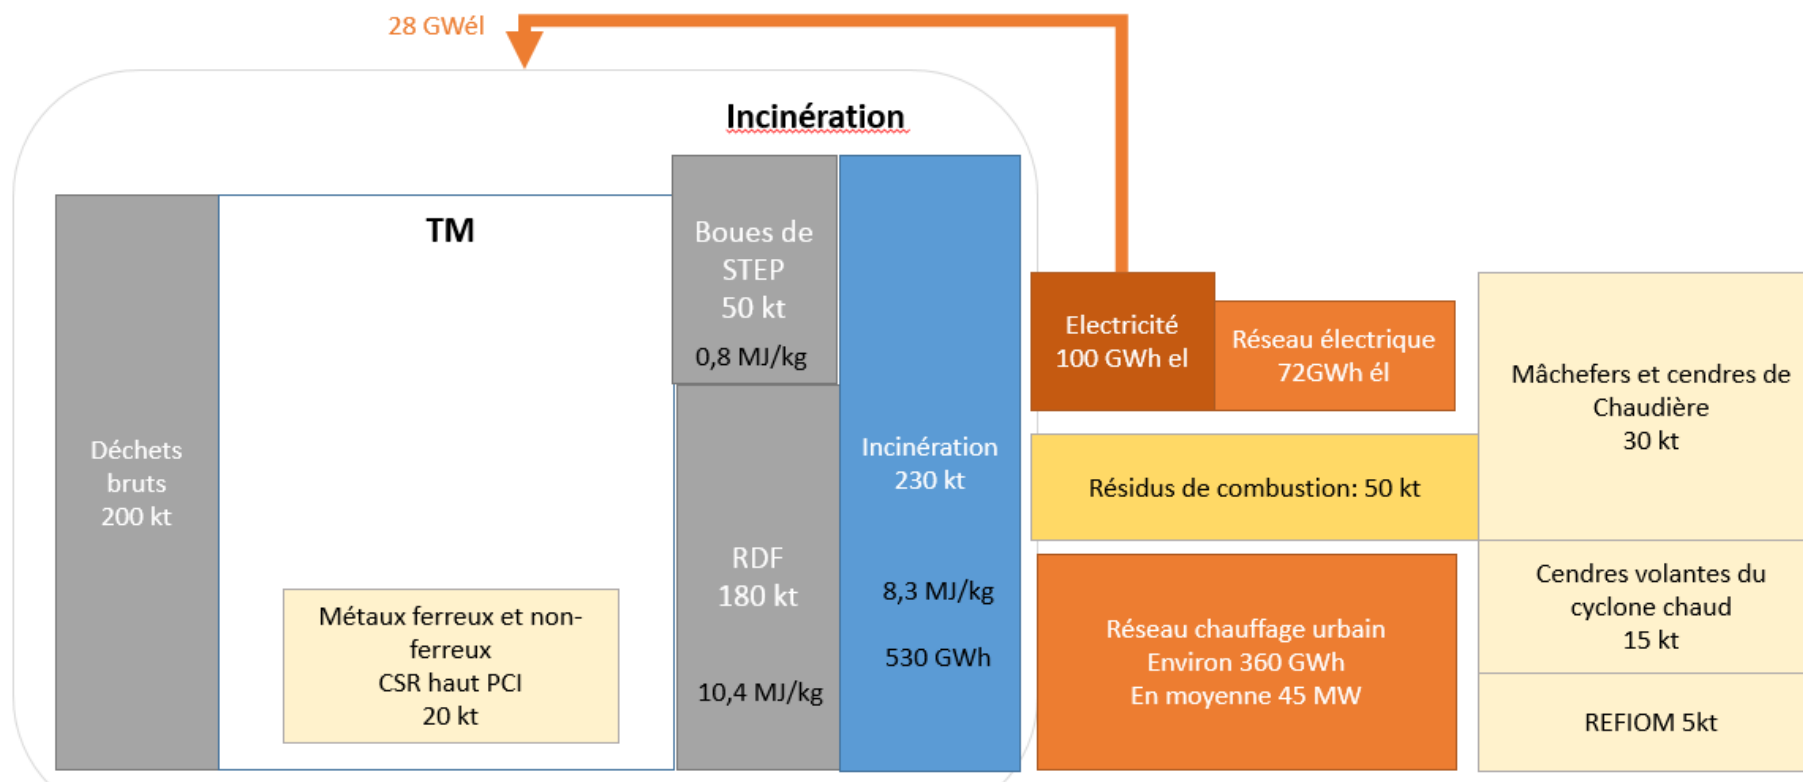 28 GWél
Incinération
TM
Boues de
STEP
50 kt
0,8 MJ/kg
Déchets
bruts
200 kt
Métaux ferreux et non-
ferreux
CSR haut PCI
20 kt
RDF
180 kt
10,4 MJ/kg
Incinération
230 kt
8,3 MJ/kg
530 GWh
Electricité
100 GWh el
Réseau électrique
72GWh él
Résidus de combustion: 50 kt
Réseau chauffage urbain
Environ 360 GWh
En moyenne 45 MW
Mâchefers et cendres de
Chaudière
30 kt
Cendres volantes du
cyclone chaud
15 kt
REFIOM 5kt